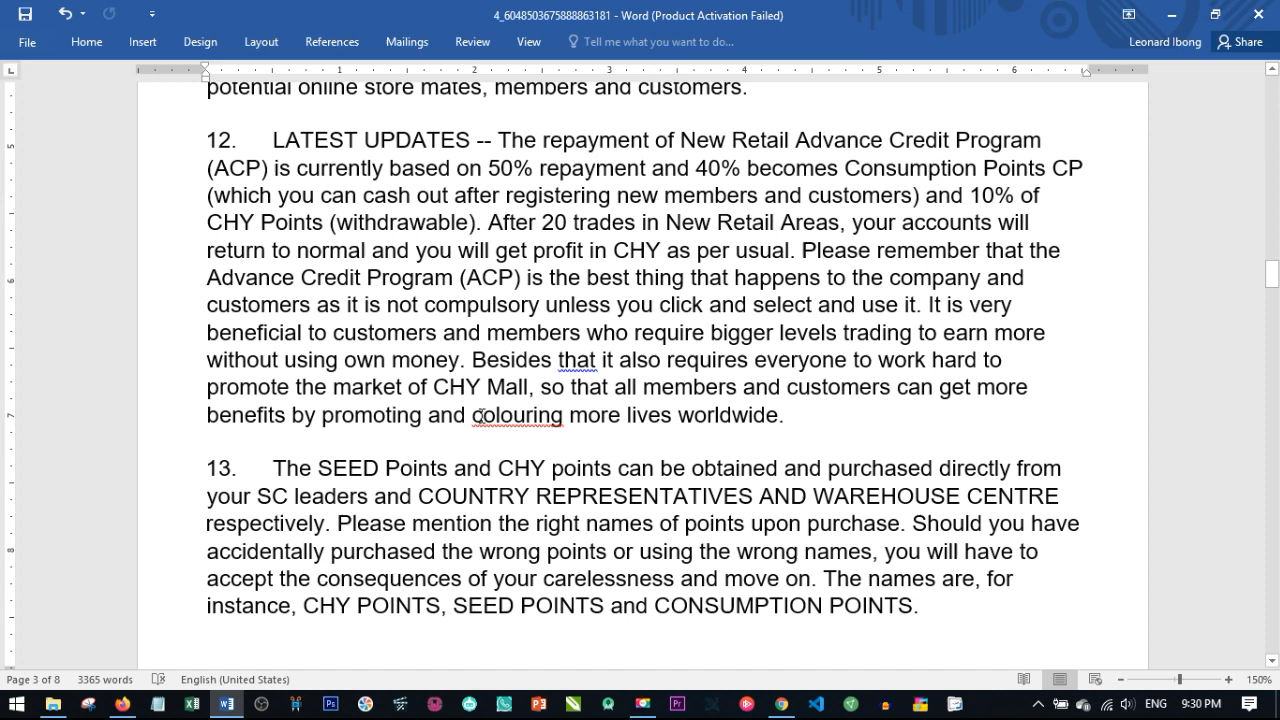 4_6048503675888863181 - Word (Product Activation Failed)
File Home Insert Design Layout References Mailings Review View Tell me what you want to do... Leonard Ibong Share
1 2 3 4 5 6
potential online store mates, members and customers.
12. LATEST UPDATES -- The repayment of New Retail Advance Credit Program
(ACP) is currently based on 50% repayment and 40% becomes Consumption Points CP
(which you can cash out after registering new members and customers) and 10% of
CHY Points (withdrawable). After 20 trades in New Retail Areas, your accounts will
return to normal and you will get profit in CHY as per usual. Please remember that the
Advance Credit Program (ACP) is the best thing that happens to the company and
customers as it is not compulsory unless you click and select and use it. It is very
beneficial to customers and members who require bigger levels trading to earn more
without using own money. Besides that it also requires everyone to work hard to
promote the market of CHY Mall, so that all members and customers can get more
benefits by promoting and colouring more lives worldwide.
13. The SEED Points and CHY points can be obtained and purchased directly from
your SC leaders and COUNTRY REPRESENTATIVES AND WAREHOUSE CENTRE
respectively. Please mention the right names of points upon purchase. Should you have
accidentally purchased the wrong points or using the wrong names, you will have to
accept the consequences of your carelessness and move on. The names are, for
instance, CHY POINTS, SEED POINTS and CONSUMPTION POINTS.
Page 3 of 8 3365 words English (United States) 150%
ENG 9:30 PM